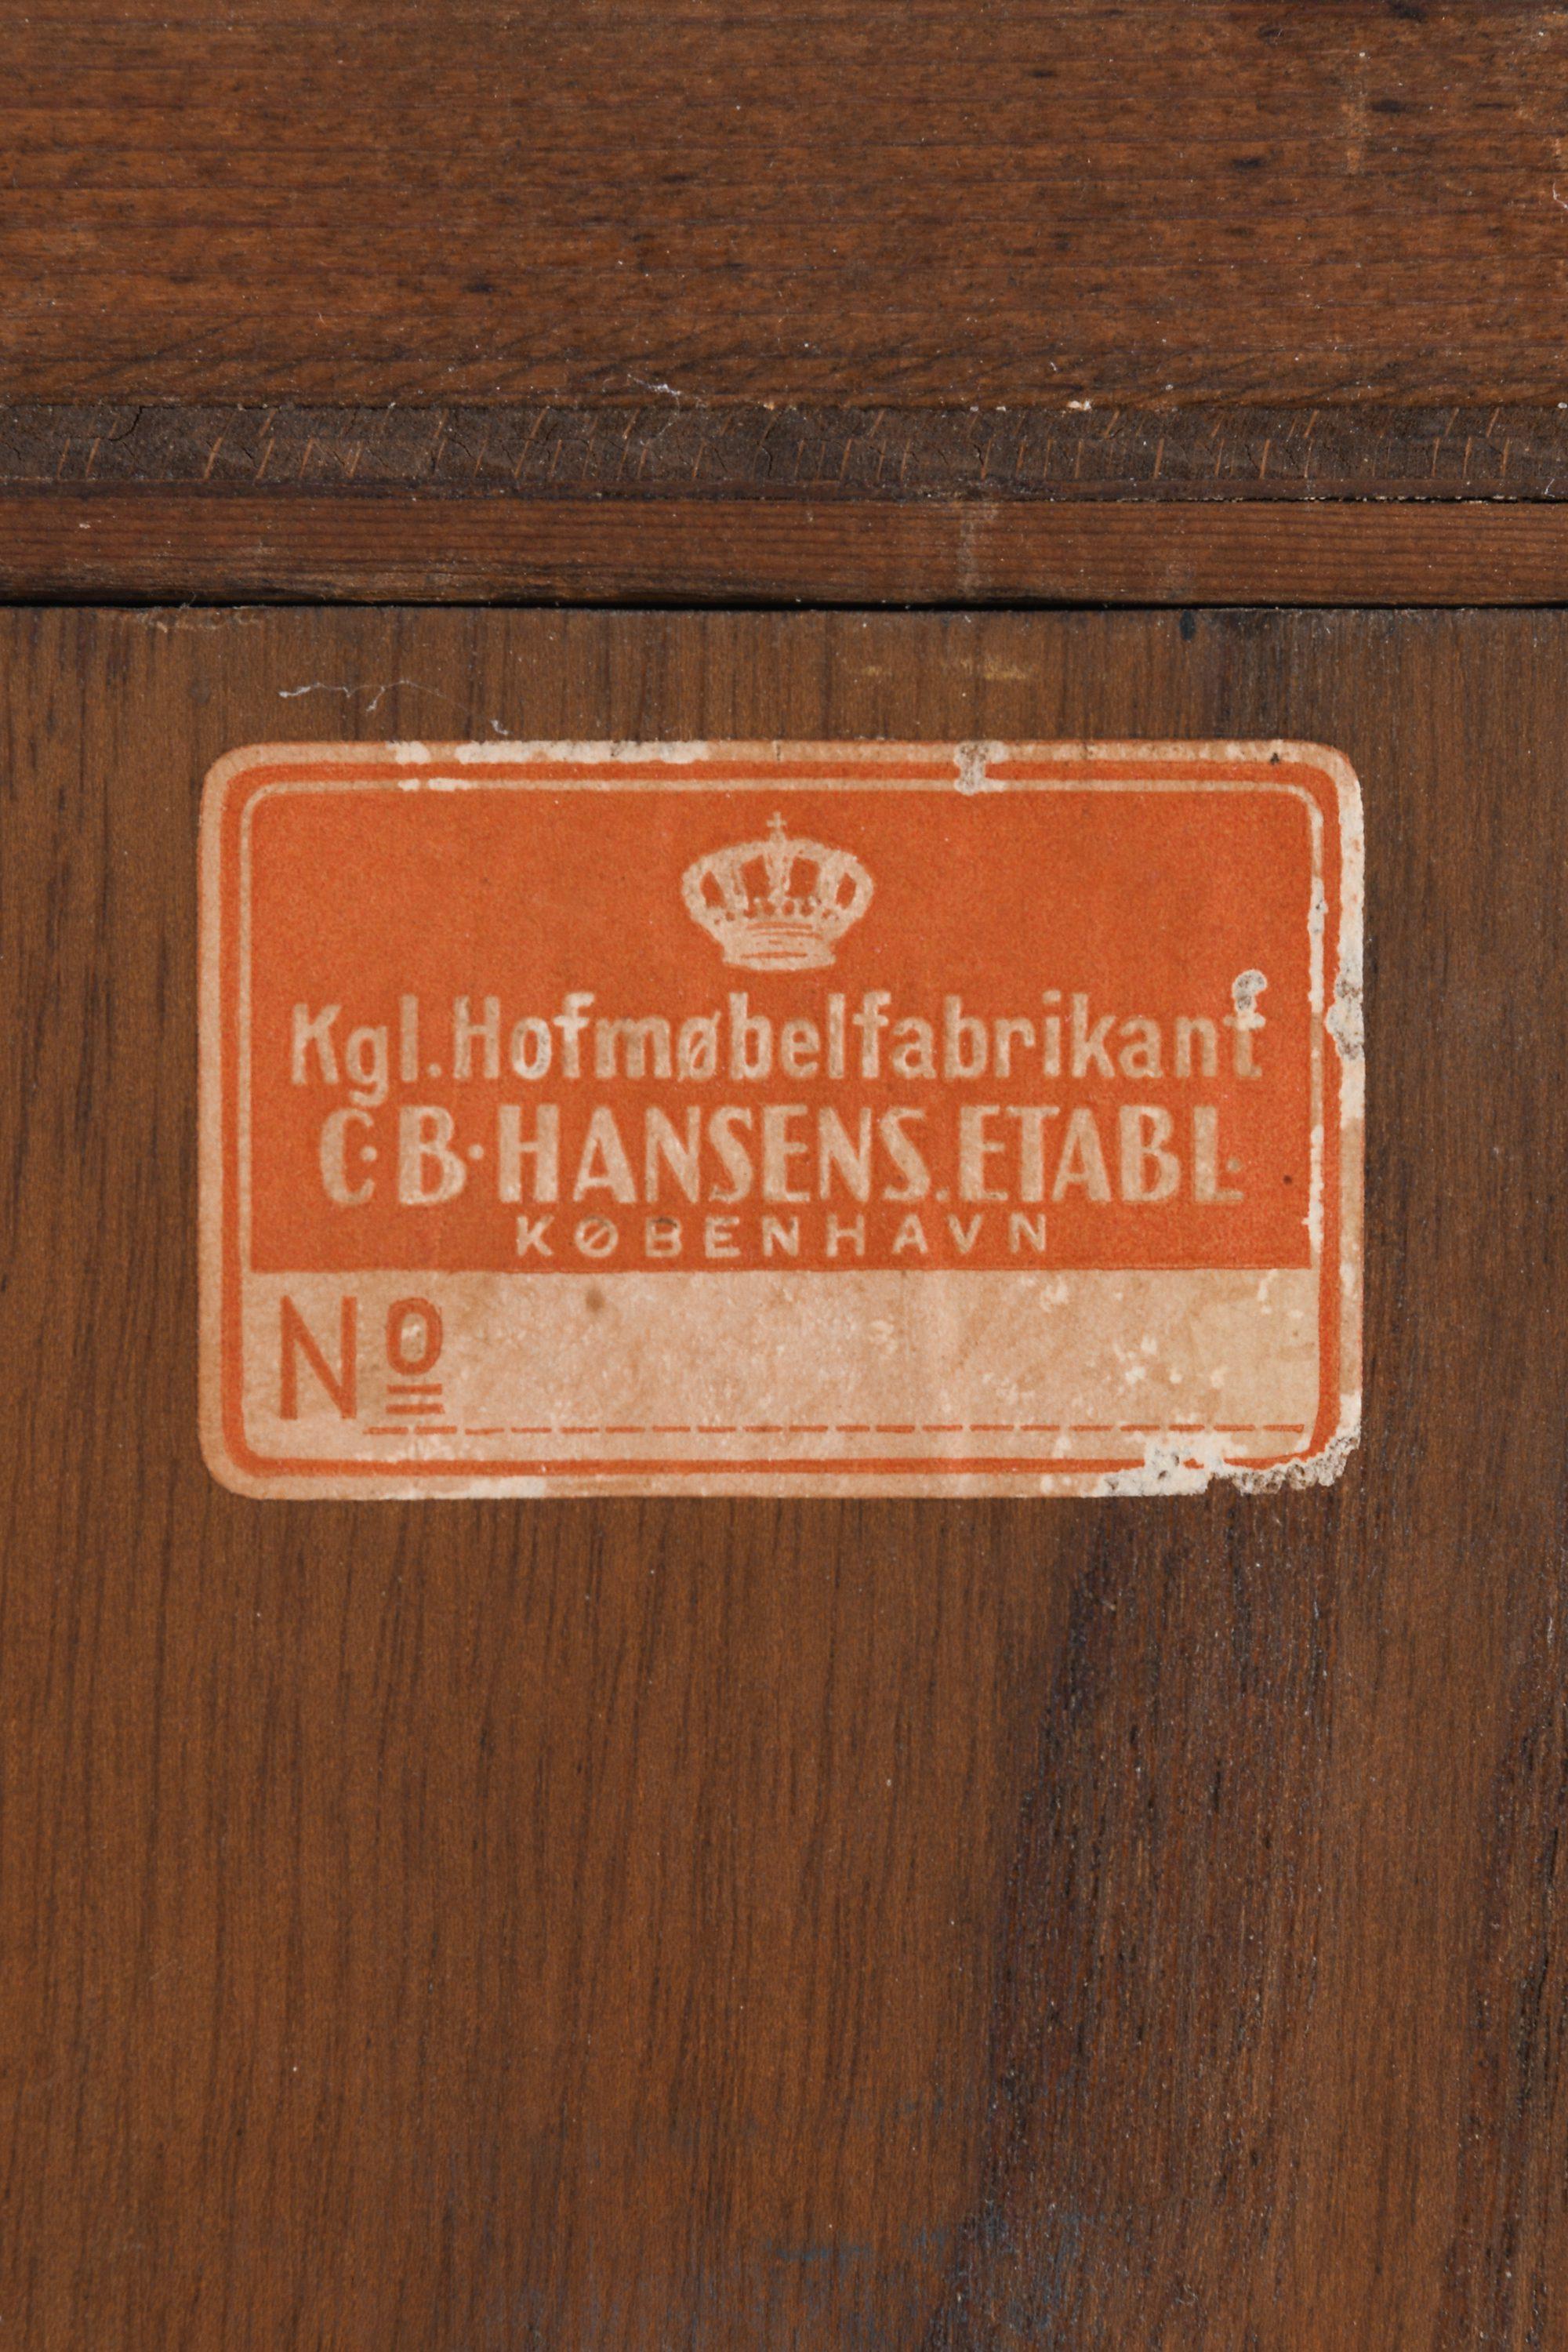 Kgl. Hofmøbelfabrikant
C·B·HANSENS.ETABL·
KØBENHAVN
Nº